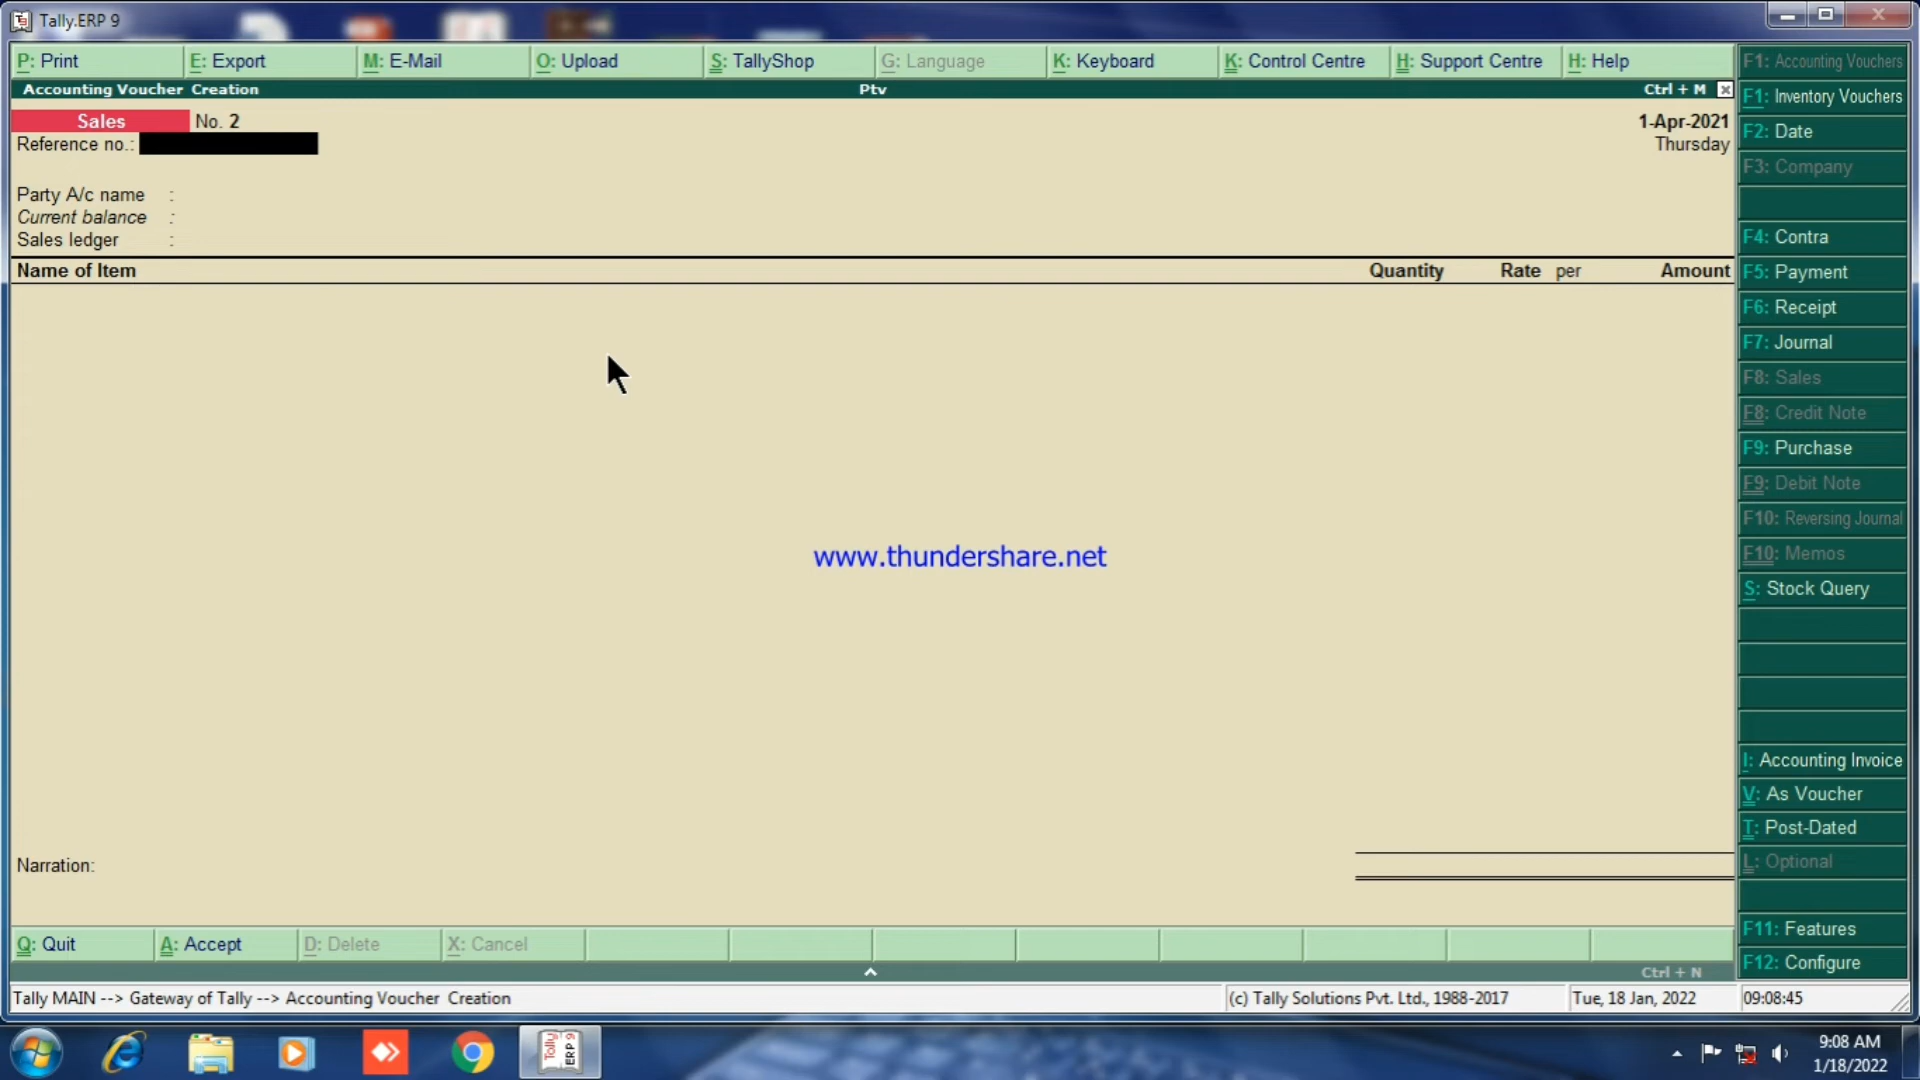 Tally.ERP 9
P: Print
E: Export
M: E-Mail
O: Upload
S: TallyShop
G: Language
K: Keyboard
K: Control Centre
H: Support Centre
H: Help
Accounting Voucher Creation
Ptv
Ctrl + M
Sales No. 2
1-Apr-2021
Reference no.:
Thursday
Party A/c name :
Current balance :
Sales ledger :
Name of Item Quantity Rate per Amount
www.thundershare.net
Narration:
Q: Quit
A: Accept
D: Delete
X: Cancel
Ctrl + N
F1: Accounting Vouchers
F1: Inventory Vouchers
F2: Date
F3: Company
F4: Contra
F5: Payment
F6: Receipt
F7: Journal
F8: Sales
F8: Credit Note
F9: Purchase
F9: Debit Note
F10: Reversing Journal
F10: Memos
S: Stock Query
I: Accounting Invoice
V: As Voucher
T: Post-Dated
L: Optional
F11: Features
F12: Configure
Tally MAIN --> Gateway of Tally --> Accounting Voucher Creation
(c) Tally Solutions Pvt. Ltd., 1988-2017
Tue, 18 Jan, 2022
09:08:45
Tally
ERP 9
9:08 AM
1/18/2022